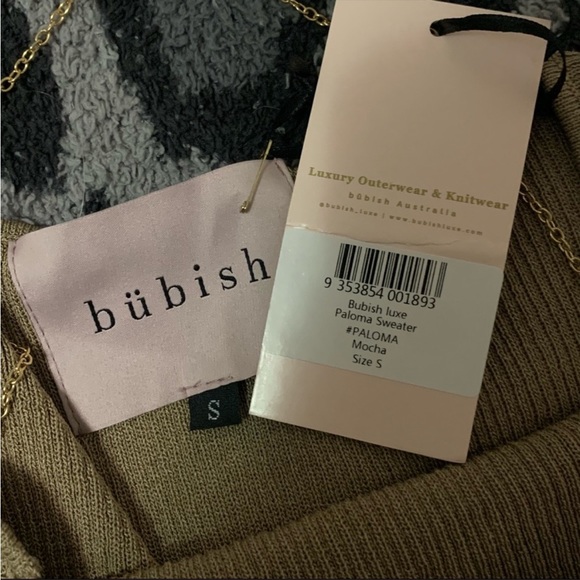 Luxury Outerwear & Knitwear
bübish Australia
@bubish_luxe | www.bubishluxe.com
9 353854 001893
Bubish luxe
Paloma Sweater
#PALOMA
Mocha
Size S
bübish
S